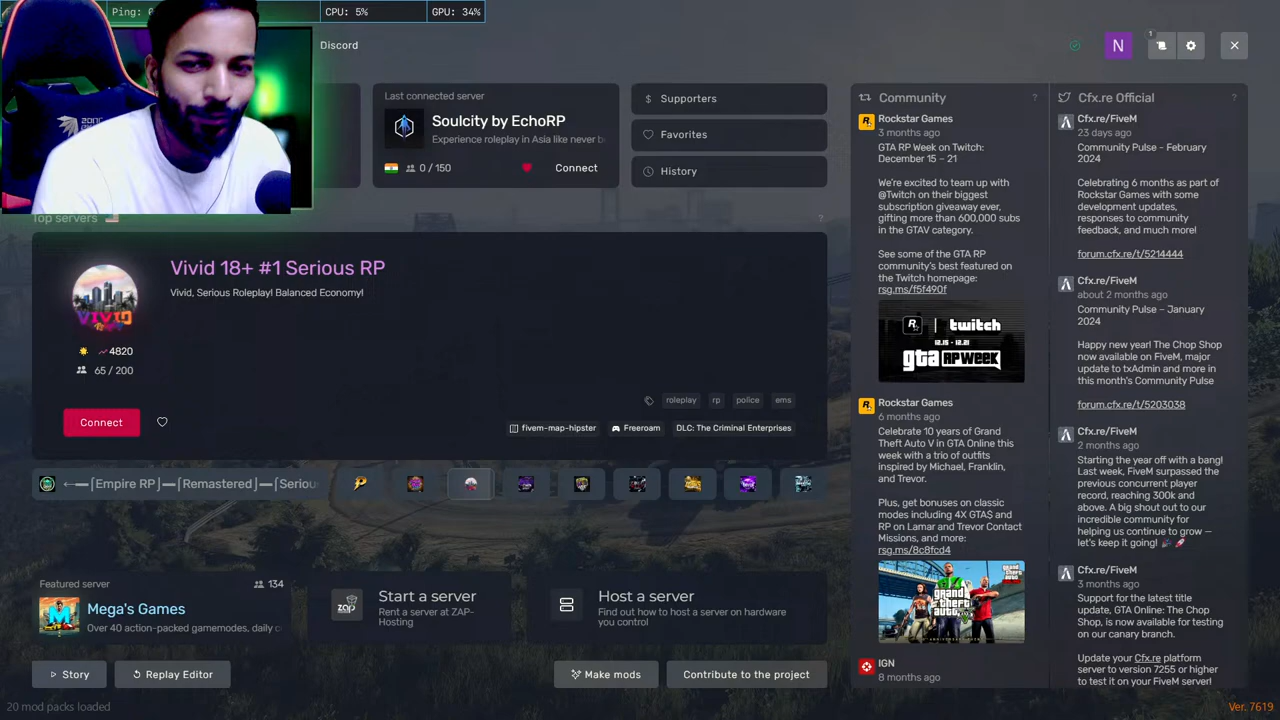 Ping:
CPU: 5%
GPU: 34%
Discord
N
1
Last connected server
Soulcity by EchoRP
Experience roleplay in Asia like never b
0 / 150
Connect
Supporters
Favorites
History
Top servers
?
Vivid 18+ #1 Serious RP
Vivid, Serious Roleplay! Balanced Economy!
VIVID
4820
65 / 200
Connect
roleplay
rp
police
ems
fivem-map-hipster
Freeroam
DLC: The Criminal Enterprises
[Empire RP]
[Remastered]
[Seriou
Featured server
134
Mega's Games
Over 40 action-packed gamemodes, daily c
ZAP
Start a server
Rent a server at ZAP-
Hosting
Host a server
Find out how to host a server on hardware
you control
Story
Replay Editor
Make mods
Contribute to the project
20 mod packs loaded
Community
?
Rockstar Games
3 months ago
GTA RP Week on Twitch:
December 15 – 21
We're excited to team up with
@Twitch on their biggest
subscription giveaway ever,
gifting more than 600,000 subs
in the GTAV category.
See some of the GTA RP
community's best featured on
the Twitch homepage:
rsg.ms/f5f490f
R
twitch
12.15 - 12.21
gta RP WEEK
Rockstar Games
6 months ago
Celebrate 10 years of Grand
Theft Auto V in GTA Online this
week with a trio of outfits
inspired by Michael, Franklin,
and Trevor.
Plus, get bonuses on classic
modes including 4X GTA$ and
RP on Lamar and Trevor Contact
Missions, and more:
rsg.ms/8c8fcd4
grand
theft
auto
IGN
8 months ago
Cfx.re Official
?
Cfx.re/FiveM
23 days ago
Community Pulse - February
2024
Celebrating 6 months as part of
Rockstar Games with some
development updates,
responses to community
feedback, and much more!
forum.cfx.re/t/5214444
Cfx.re/FiveM
about 2 months ago
Community Pulse – January
2024
Happy new year! The Chop Shop
now available on FiveM, major
update to txAdmin and more in
this month's Community Pulse
forum.cfx.re/t/5203038
Cfx.re/FiveM
2 months ago
Starting the year off with a bang!
Last week, FiveM surpassed the
previous concurrent player
record, reaching 300k and
above. A big shout out to our
incredible community for
helping us continue to grow —
let's keep it going! 🎉 🚀
Cfx.re/FiveM
3 months ago
Support for the latest title
update, GTA Online: The Chop
Shop, is now available for testing
on our canary branch.
Update your Cfx.re platform
server to version 7255 or higher
to test it on your FiveM server!
Ver. 7619